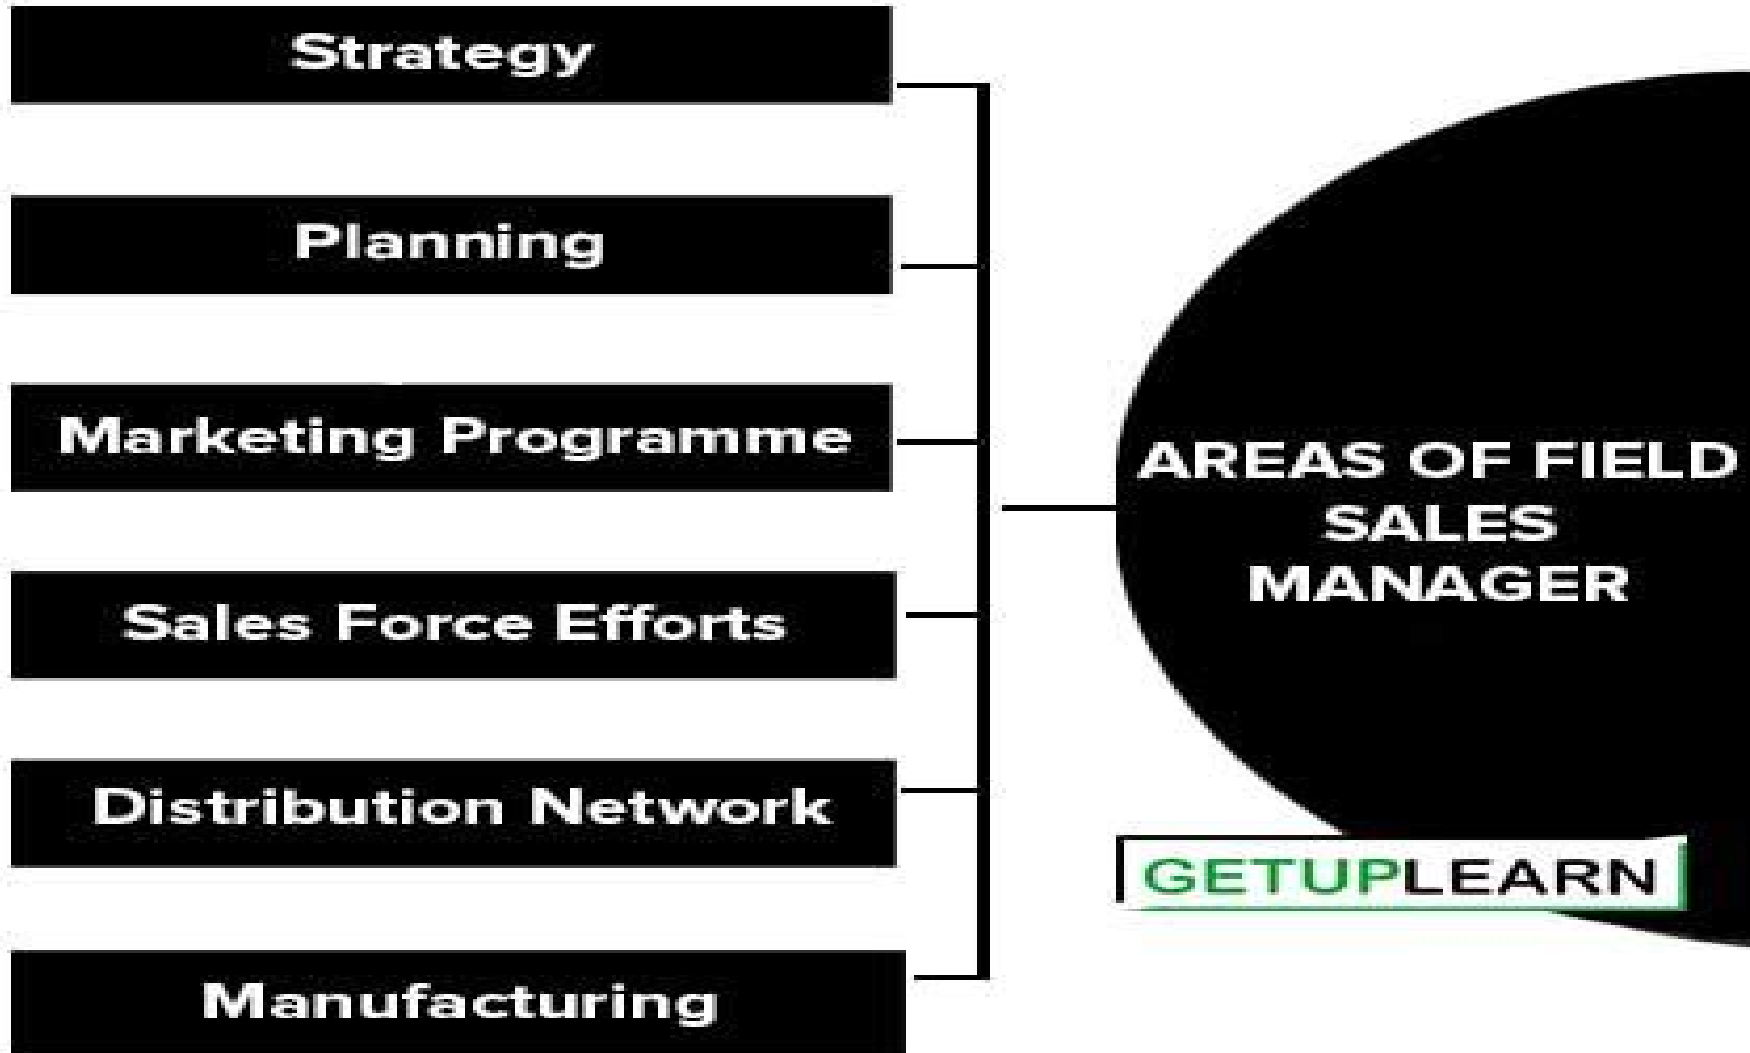 Strategy
Planning
Marketing Programme
Sales Force Efforts
Distribution Network
Manufacturing
AREAS OF FIELD
SALES
MANAGER
GETUPLEARN